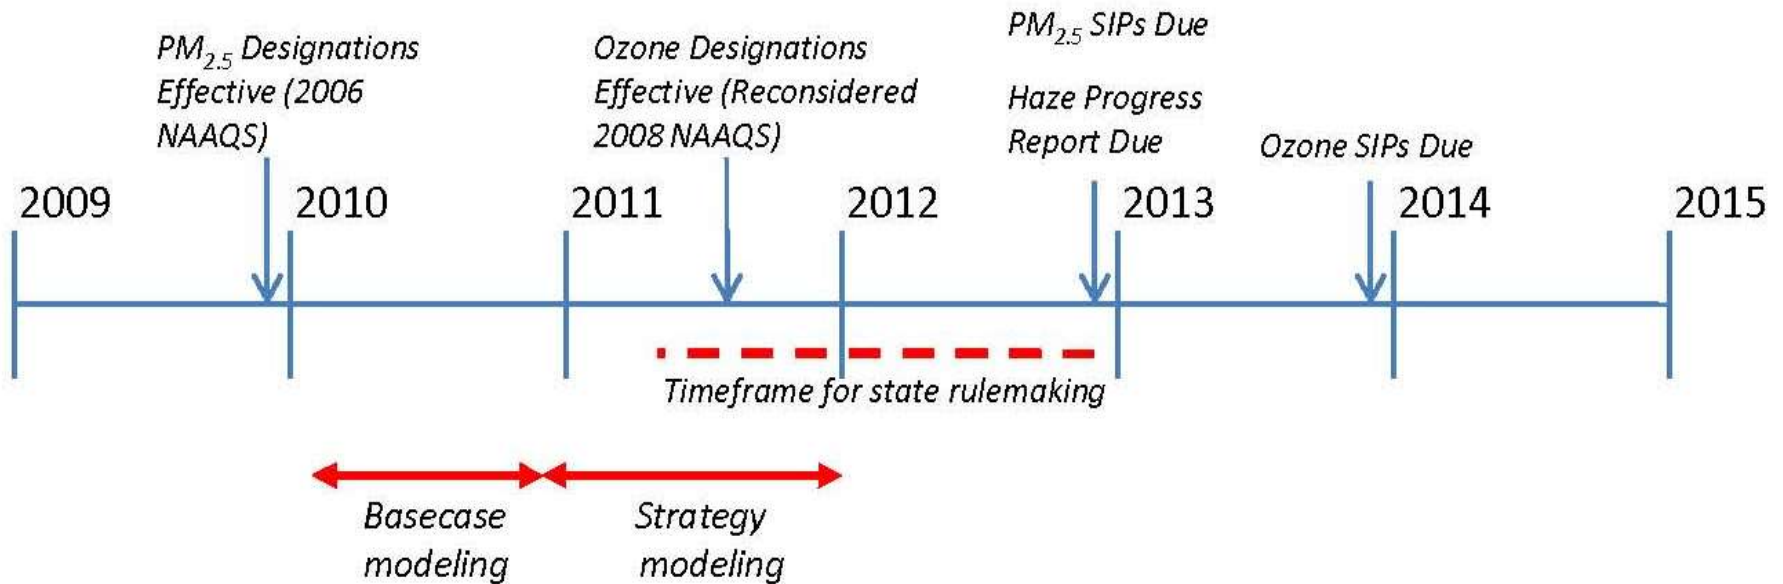 PM2.5 Designations
Effective (2006
NAAQS)
Ozone Designations
Effective (Reconsidered
2008 NAAQS)
PM2.5 SIPs Due
Haze Progress
Report Due
Ozone SIPs Due
2009
2010
2011
2012
2013
2014
2015
Timeframe for state rulemaking
Basecase
modeling
Strategy
modeling